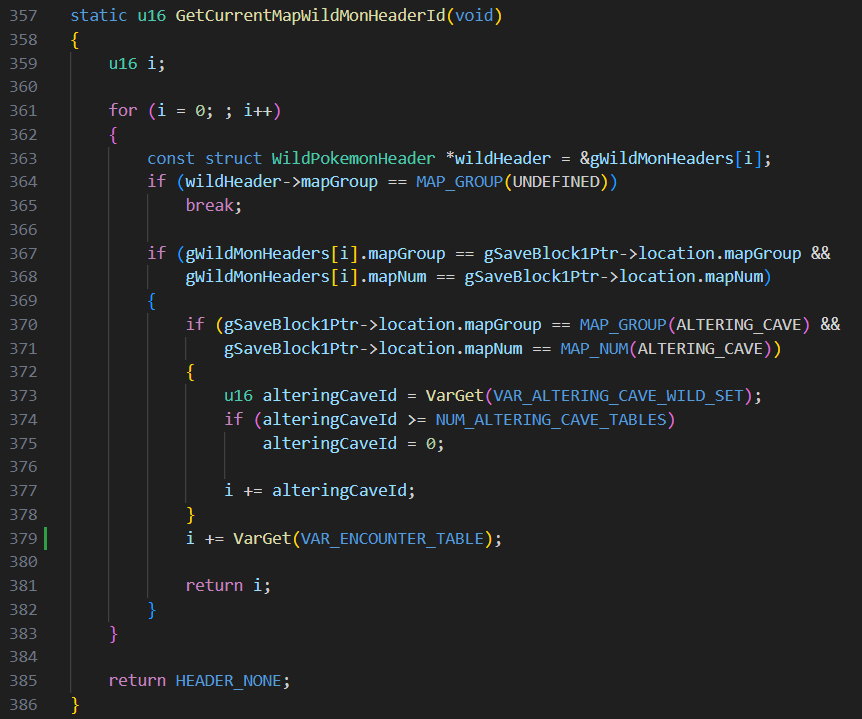 357 static u16 GetCurrentMapWildMonHeaderId(void)
358 {
359     u16 i;
360
361     for (i = 0; ; i++)
362     {
363         const struct WildPokemonHeader *wildHeader = &gWildMonHeaders[i];
364         if (wildHeader->mapGroup == MAP_GROUP(UNDEFINED))
365             break;
366
367         if (gWildMonHeaders[i].mapGroup == gSaveBlock1Ptr->location.mapGroup &&
368             gWildMonHeaders[i].mapNum == gSaveBlock1Ptr->location.mapNum)
369         {
370             if (gSaveBlock1Ptr->location.mapGroup == MAP_GROUP(ALTERING_CAVE) &&
371                 gSaveBlock1Ptr->location.mapNum == MAP_NUM(ALTERING_CAVE))
372             {
373                 u16 alteringCaveId = VarGet(VAR_ALTERING_CAVE_WILD_SET);
374                 if (alteringCaveId >= NUM_ALTERING_CAVE_TABLES)
375                     alteringCaveId = 0;
376
377                 i += alteringCaveId;
378             }
379             i += VarGet(VAR_ENCOUNTER_TABLE);
380
381             return i;
382         }
383     }
384
385     return HEADER_NONE;
386 }